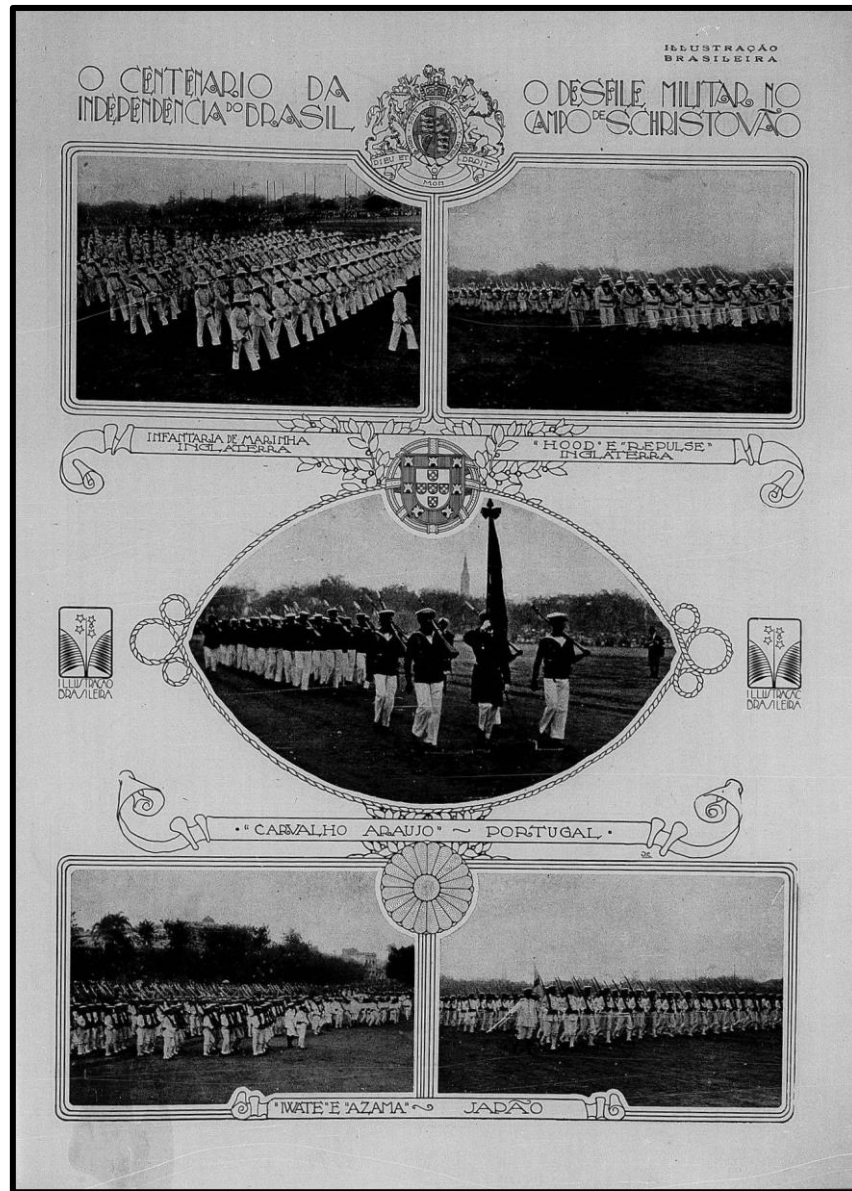 ILLUSTRAÇÃO
BRASILEIRA
O CENTENARIO DA
INDEPENDENCIA DO BRASIL
O DESFILE MILITAR NO
CAMPO DE S. CHRISTOVÃO
DIEU ET
MON
DROIT
INFANTARIA DE MARINHA
INGLATERRA
"HOOD" E "REPULSE"
INGLATERRA
ILLUSTRAÇÃO
BRASILEIRA
ILLUSTRAÇÃO
BRASILEIRA
• "CARVALHO ARAUJO" ~ PORTUGAL •
"IWATE" E "AZAMA" ~ JAPÃO